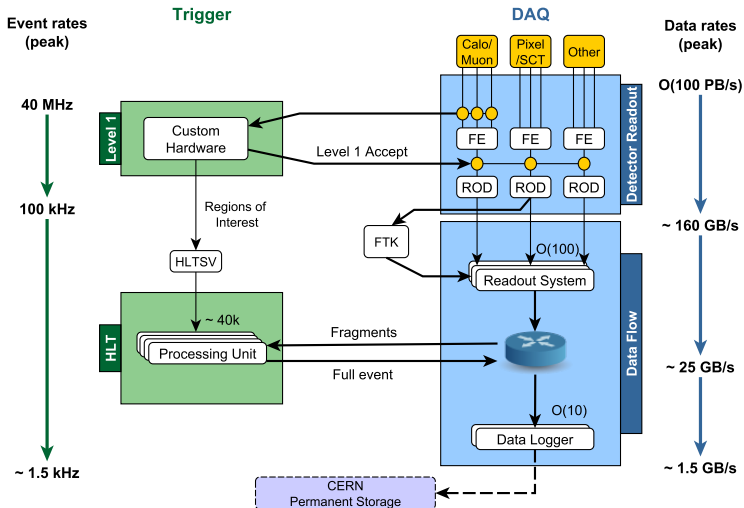 Event rates
(peak)
Trigger
DAQ
Data rates
(peak)
Calo/
Muon
Pixel
/SCT
Other
40 MHz
O(100 PB/s)
Level 1
Custom
Hardware
FE
FE
FE
Detector Readout
Level 1 Accept
ROD
ROD
ROD
100 kHz
Regions of
Interest
~ 160 GB/s
FTK
O(100)
HLTSV
Readout System
~ 40k
HLT
Processing Unit
Fragments
Full event
Data Flow
~ 25 GB/s
O(10)
Data Logger
~ 1.5 kHz
~ 1.5 GB/s
CERN
Permanent Storage